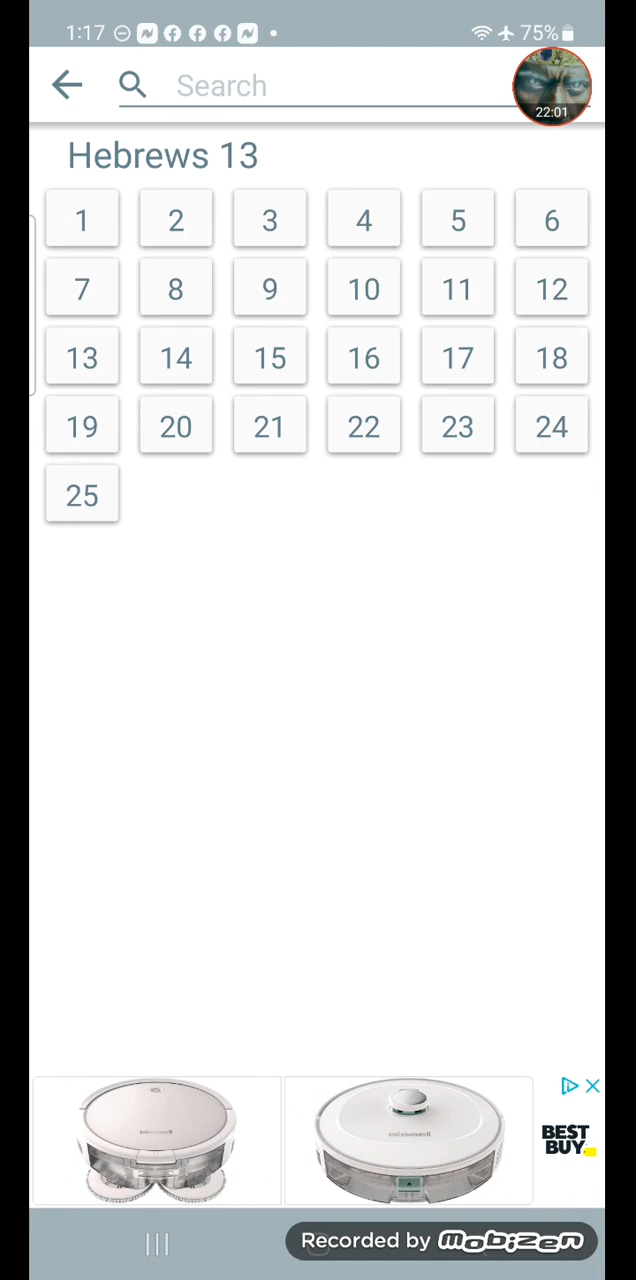 1:17 75%
Search
22:01
Hebrews 13
1 2 3 4 5 6
7 8 9 10 11 12
13 14 15 16 17 18
19 20 21 22 23 24
25
BISSELL
BEST
BUY
Recorded by mobizen